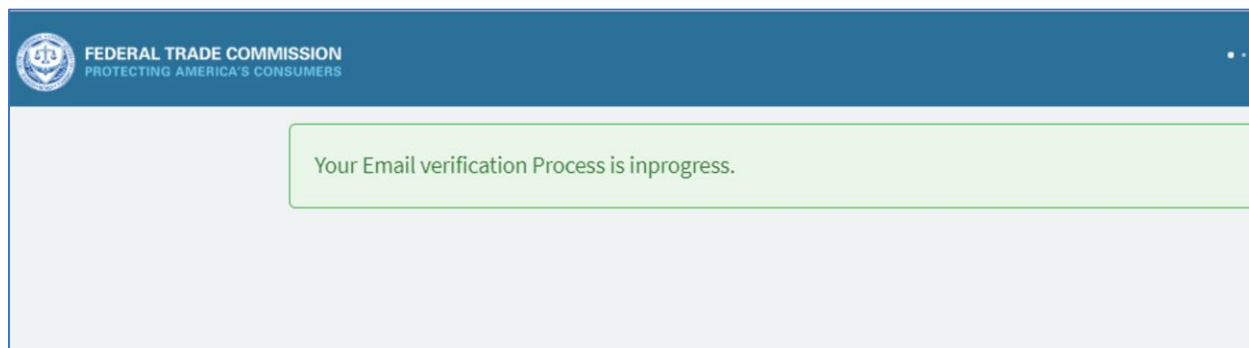 FEDERAL TRADE COMMISSION
PROTECTING AMERICA'S CONSUMERS
Your Email verification Process is inprogress.